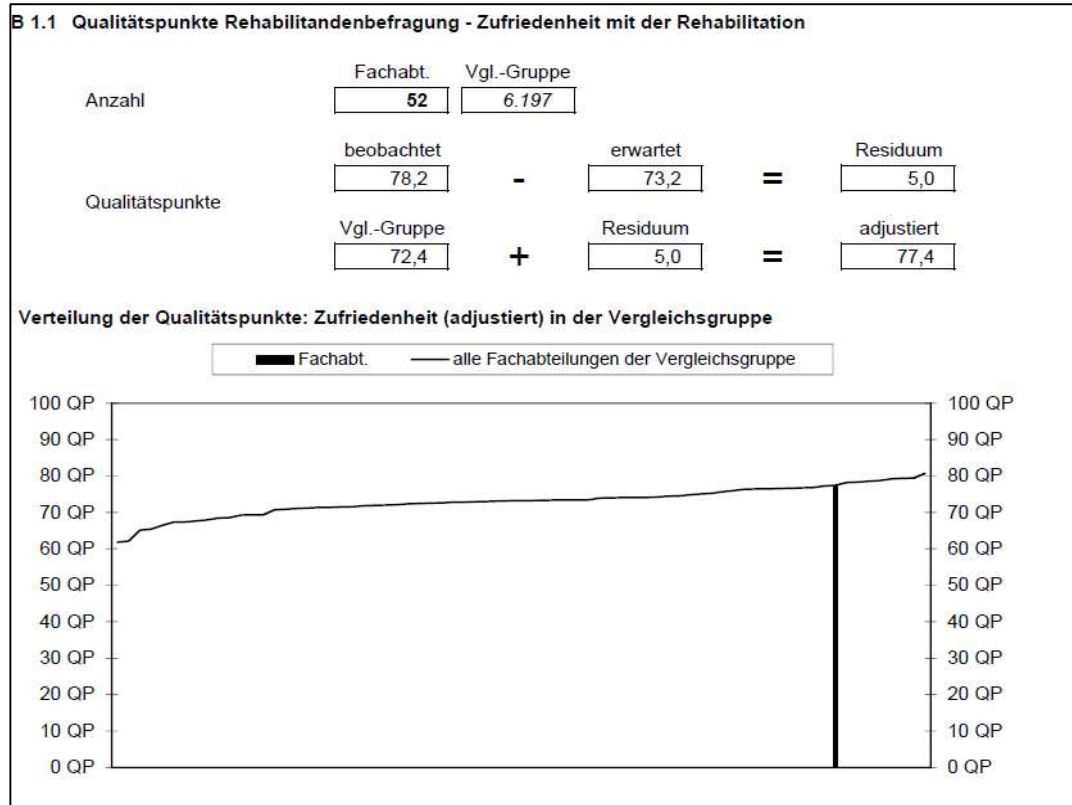 B 1.1 Qualitätspunkte Rehabilitandenbefragung - Zufriedenheit mit der Rehabilitation
Fachabt. Vgl.-Gruppe
Anzahl 52 6.197
beobachtet erwartet Residuum
78,2 - 73,2 = 5,0
Qualitätspunkte
Vgl.-Gruppe Residuum adjustiert
72,4 + 5,0 = 77,4
Verteilung der Qualitätspunkte: Zufriedenheit (adjustiert) in der Vergleichsgruppe
Fachabt. alle Fachabteilungen der Vergleichsgruppe
100 QP 100 QP
90 QP 90 QP
80 QP 80 QP
70 QP 70 QP
60 QP 60 QP
50 QP 50 QP
40 QP 40 QP
30 QP 30 QP
20 QP 20 QP
10 QP 10 QP
0 QP 0 QP